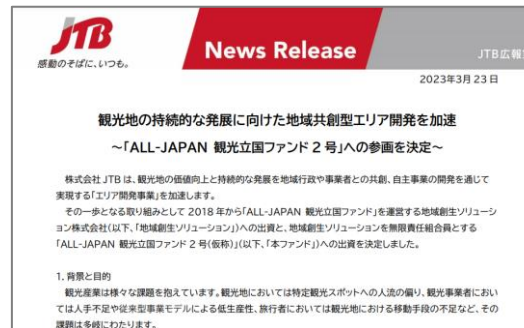 JTB
感動のそばに、いつも。
News Release
JTB広報
2023年3月23日
観光地の持続的な発展に向けた地域共創型エリア開発を加速
～「ALL-JAPAN 観光立国ファンド 2 号」への参画を決定～
株式会社 JTB は、観光地の価値向上と持続的な発展を地域行政や事業者との共創、自主事業の開発を通じて
実現する「エリア開発事業」を加速します。
その一歩となる取り組みとして 2018 年から「ALL-JAPAN 観光立国ファンド」を運営する地域創生ソリューシ
ョン株式会社(以下、「地域創生ソリューション」)への出資と、地域創生ソリューションを無限責任組合員とする
「ALL-JAPAN 観光立国ファンド 2 号(仮称)」(以下、「本ファンド」)への出資を決定しました。
1. 背景と目的
観光産業は様々な課題を抱えています。観光地においては特定観光スポットへの人流の偏り、観光事業者におい
ては人手不足や従来型事業モデルによる低生産性、旅行者においては観光地における移動手段の不足など、その
課題は多岐にわたります。